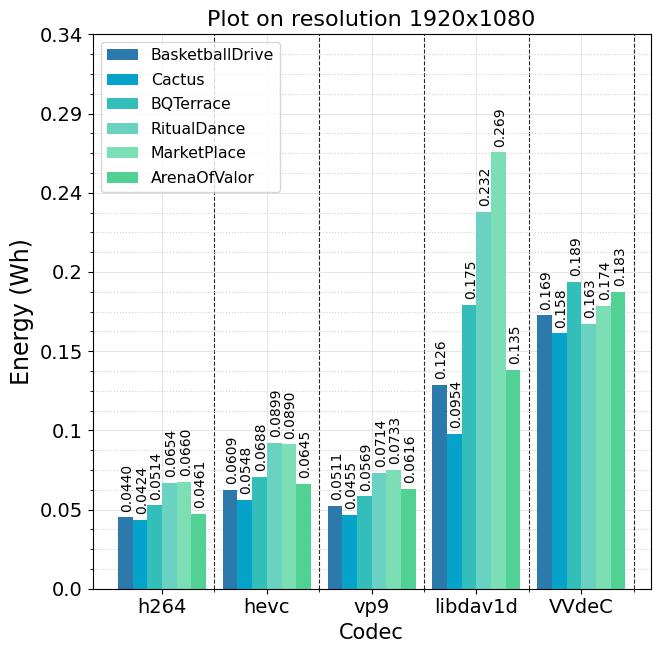 Plot on resolution 1920x1080
Energy (Wh)
0.34
0.29
0.24
0.2
0.15
0.1
0.05
0.0
BasketballDrive
Cactus
BQTerrace
RitualDance
MarketPlace
ArenaOfValor
0.0440
0.0424
0.0514
0.0654
0.0660
0.0461
0.0609
0.0548
0.0688
0.0899
0.0890
0.0645
0.0511
0.0455
0.0569
0.0714
0.0733
0.0616
0.126
0.0954
0.175
0.232
0.269
0.135
0.169
0.158
0.189
0.163
0.174
0.183
h264
hevc
vp9
libdav1d
VVdeC
Codec